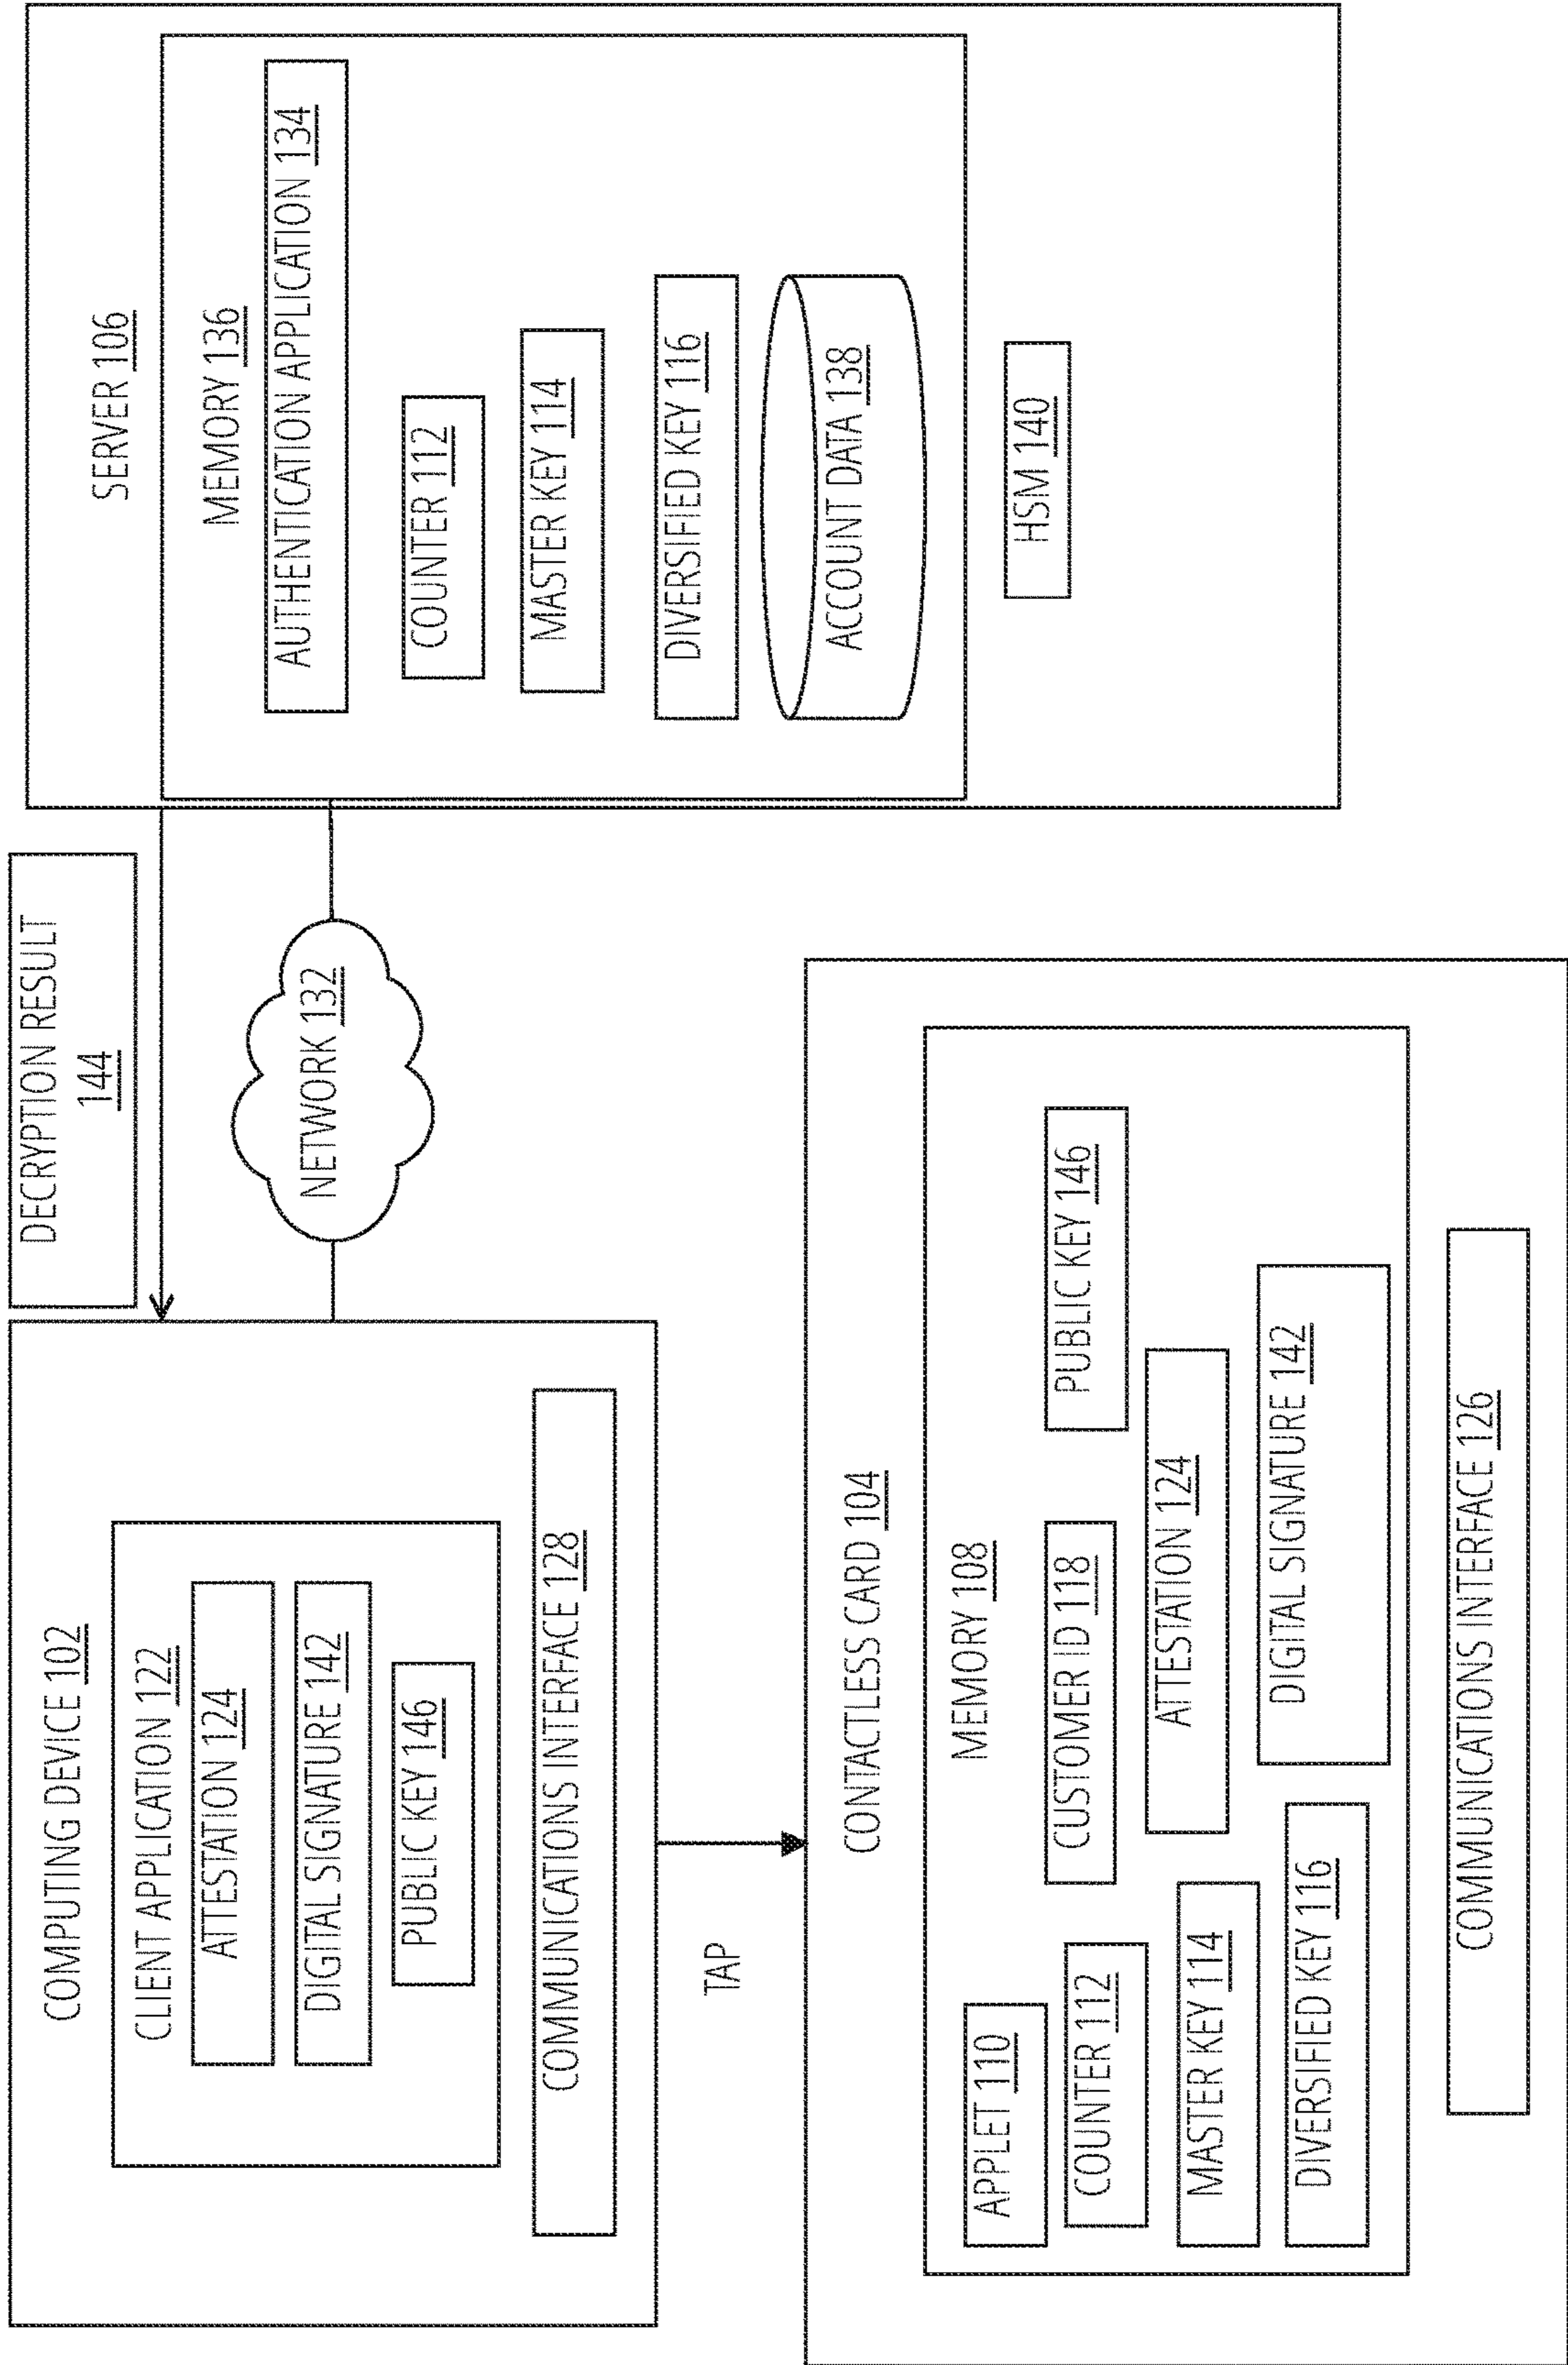 COMPUTING DEVICE 102
CLIENT APPLICATION 122
ATTESTATION 124
DIGITAL SIGNATURE 142
PUBLIC KEY 146
COMMUNICATIONS INTERFACE 128
DECRYPTION RESULT
144
NETWORK 132
SERVER 106
MEMORY 136
AUTHENTICATION APPLICATION 134
COUNTER 112
MASTER KEY 114
DIVERSIFIED KEY 116
ACCOUNT DATA 138
HSM 140
TAP
CONTACTLESS CARD 104
MEMORY 108
APPLET 110
COUNTER 112
MASTER KEY 114
DIVERSIFIED KEY 116
CUSTOMER ID 118
PUBLIC KEY 146
ATTESTATION 124
DIGITAL SIGNATURE 142
COMMUNICATIONS INTERFACE 126